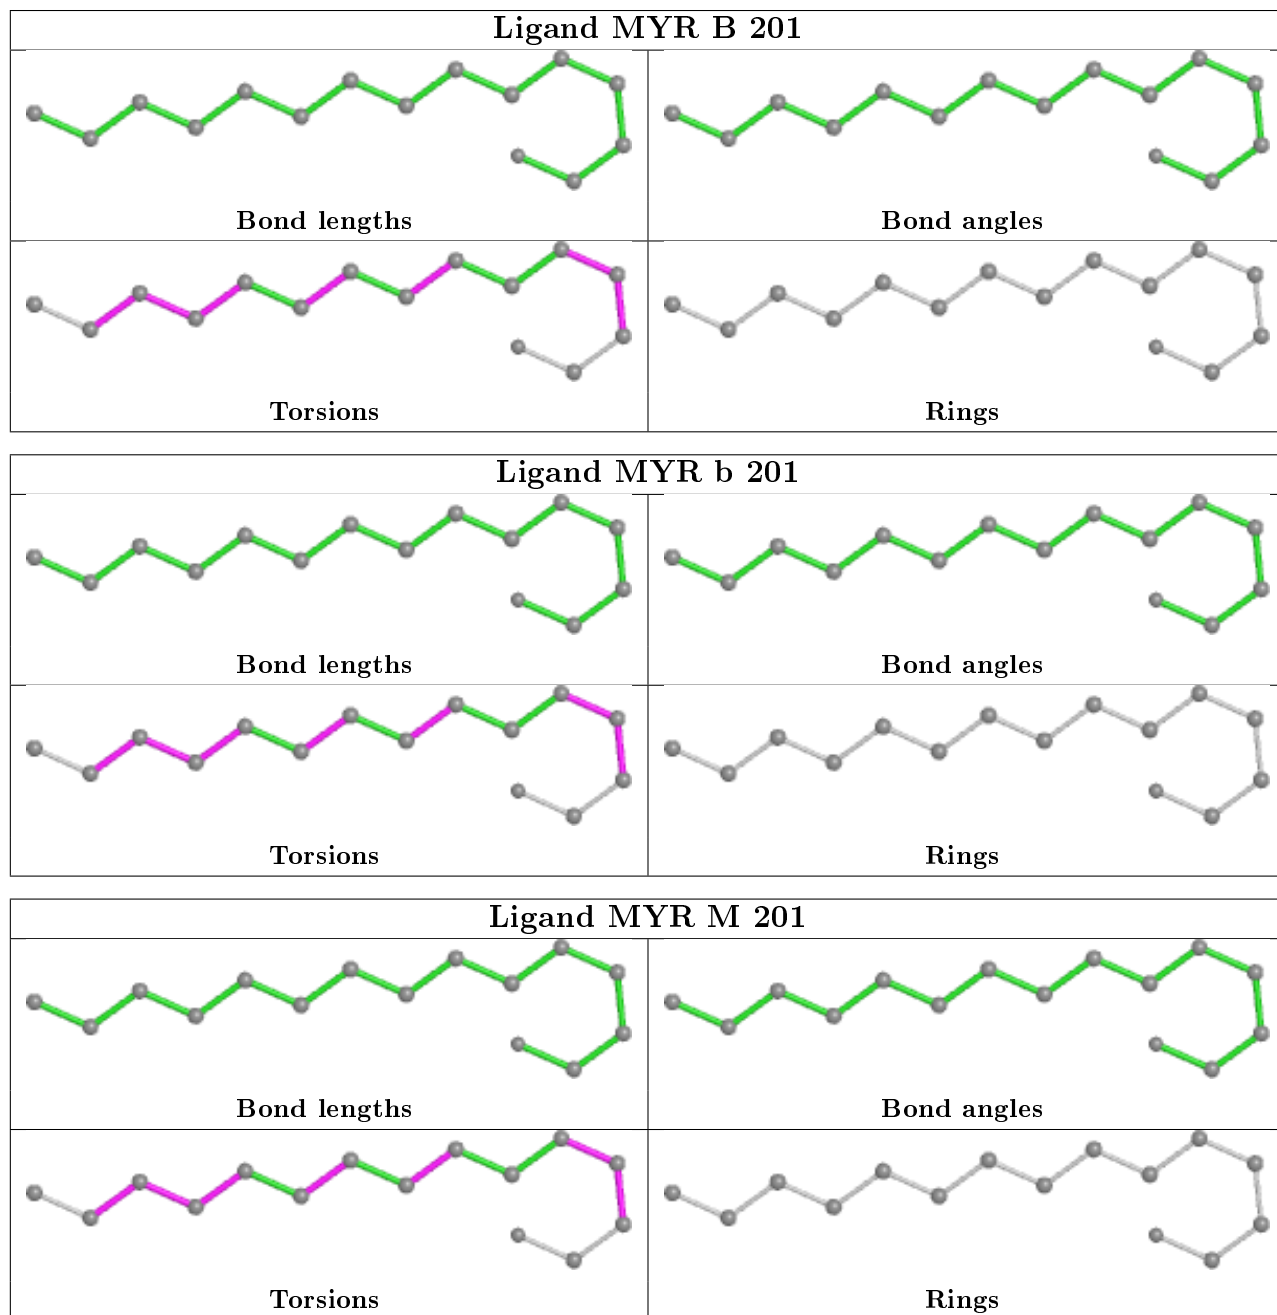 Ligand MYR B 201
Bond lengths
Bond angles
Torsions
Rings
Ligand MYR b 201
Bond lengths
Bond angles
Torsions
Rings
Ligand MYR M 201
Bond lengths
Bond angles
Torsions
Rings